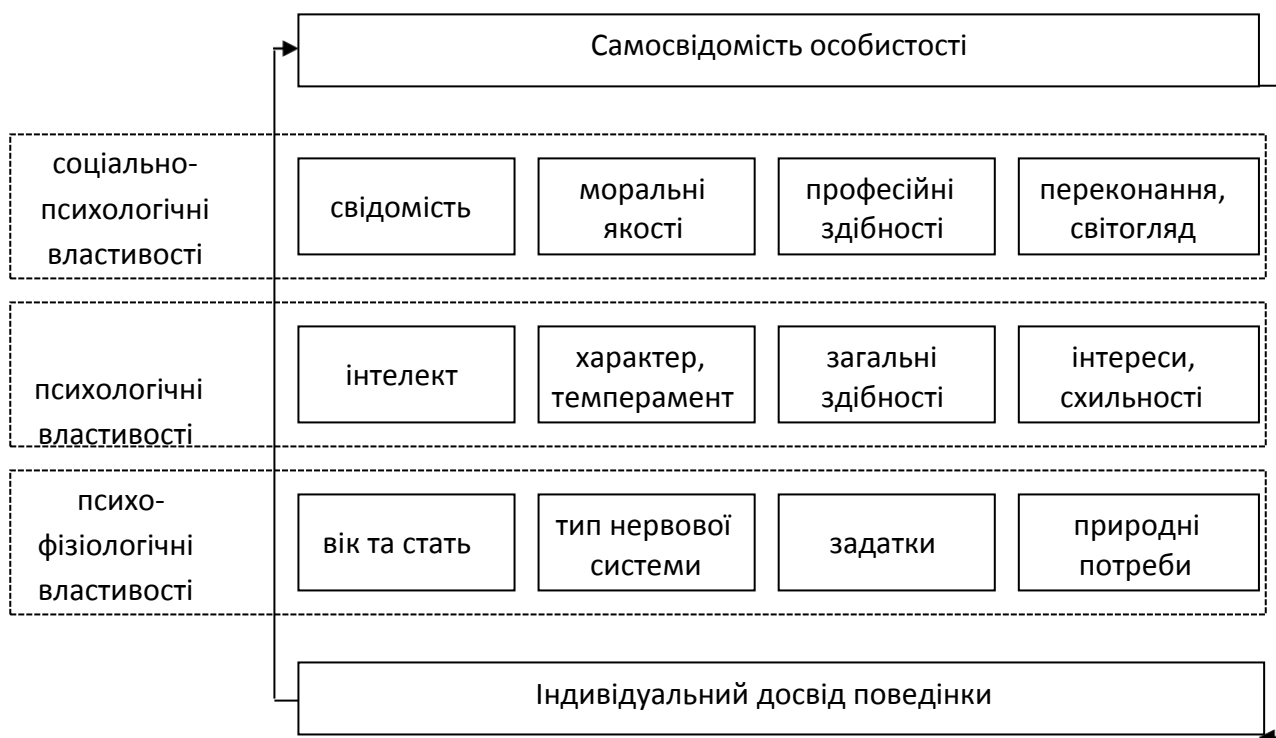 Самосвідомість особистості
соціально-
психологічні
властивості
свідомість
моральні
якості
професійні
здібності
переконання,
світогляд
психологічні
властивості
інтелект
характер,
темперамент
загальні
здібності
інтереси,
схильності
психо-
фізіологічні
властивості
вік та стать
тип нервової
системи
задатки
природні
потреби
Індивідуальний досвід поведінки